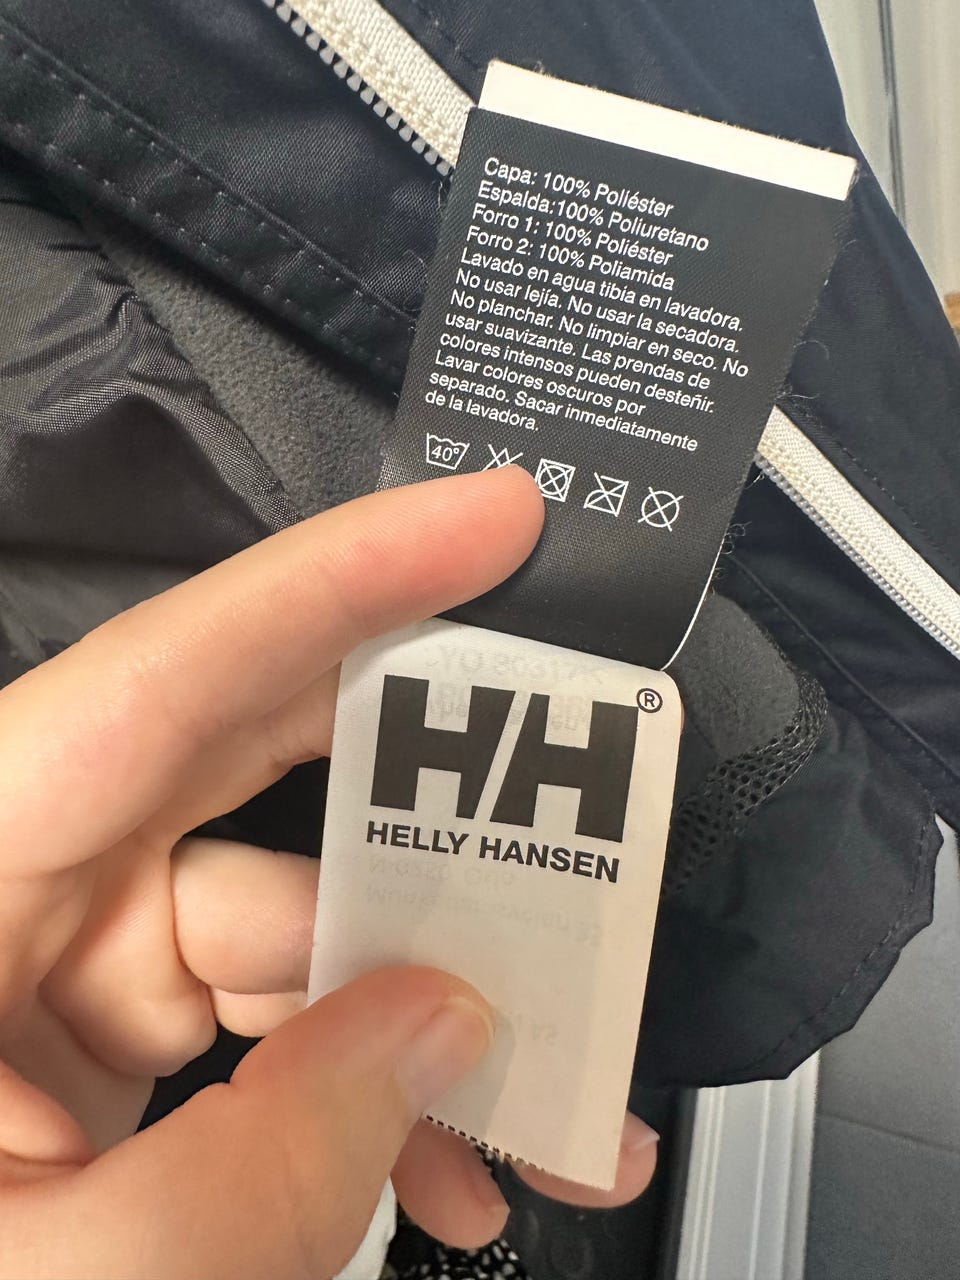 Capa: 100% Poliéster
Espalda:100% Poliuretano
Forro 1: 100% Poliéster
Forro 2: 100% Poliamida
Lavado en agua tibia en lavadora.
No usar lejía. No usar la secadora.
No planchar. No limpiar en seco. No
usar suavizante. Las prendas de
colores intensos pueden desteñir.
Lavar colores oscuros por
separado. Sacar inmediatamente
de la lavadora.
40°
HH®
HELLY HANSEN